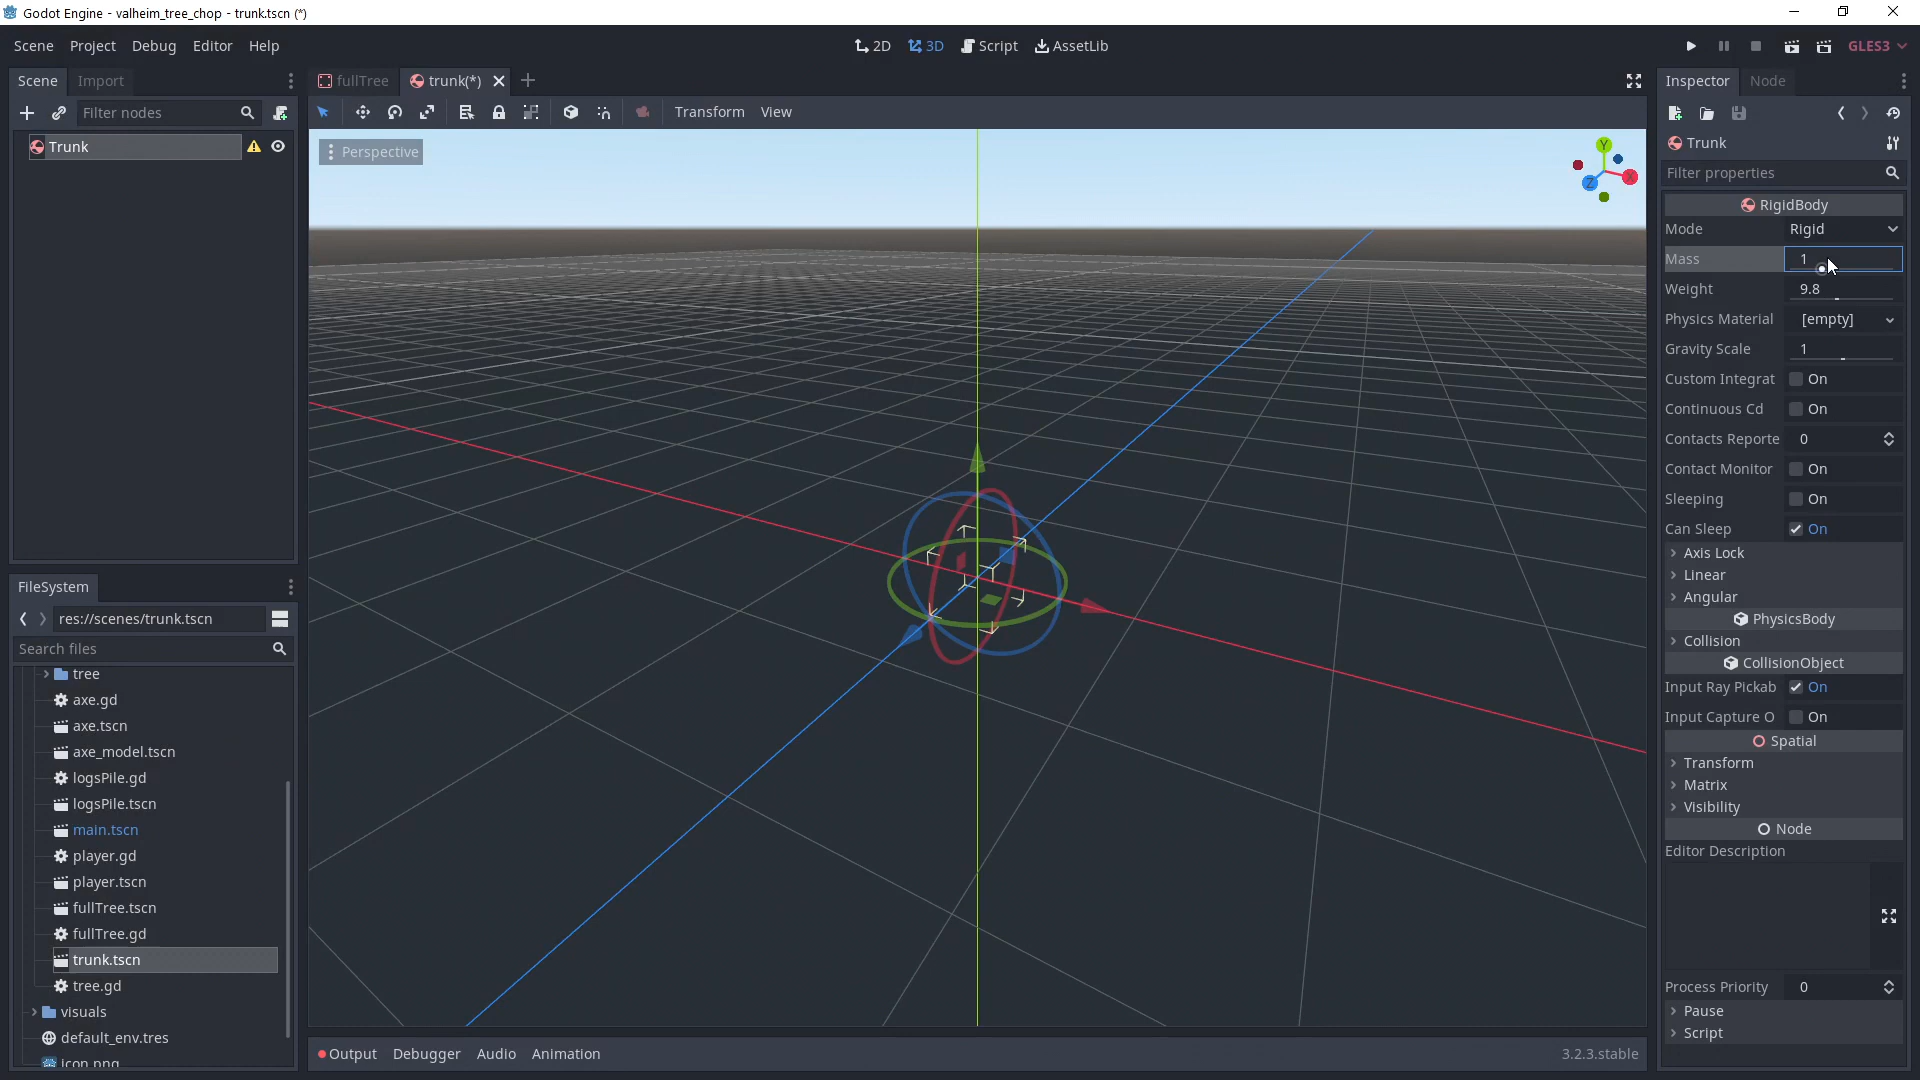 Godot Engine - valheim_tree_chop - trunk.tscn (*)
Scene Project Debug Editor Help
2D 3D Script AssetLib
GLES3
Scene Import
Filter nodes
Trunk
FileSystem
res://scenes/trunk.tscn
Search files
tree
axe.gd
axe.tscn
axe_model.tscn
logsPile.gd
logsPile.tscn
main.tscn
player.gd
player.tscn
fullTree.tscn
fullTree.gd
trunk.tscn
tree.gd
visuals
default_env.tres
icon.png
fullTree trunk(*)
Transform View
Perspective
Y
X
Z
Output Debugger Audio Animation
3.2.3.stable
Inspector Node
Trunk
Filter properties
RigidBody
Mode Rigid
Mass 1
Weight 9.8
Physics Material [empty]
Gravity Scale 1
Custom Integrat On
Continuous Cd On
Contacts Reporte 0
Contact Monitor On
Sleeping On
Can Sleep On
Axis Lock
Linear
Angular
PhysicsBody
Collision
CollisionObject
Input Ray Pickab On
Input Capture O On
Spatial
Transform
Matrix
Visibility
Node
Editor Description
Process Priority 0
Pause
Script